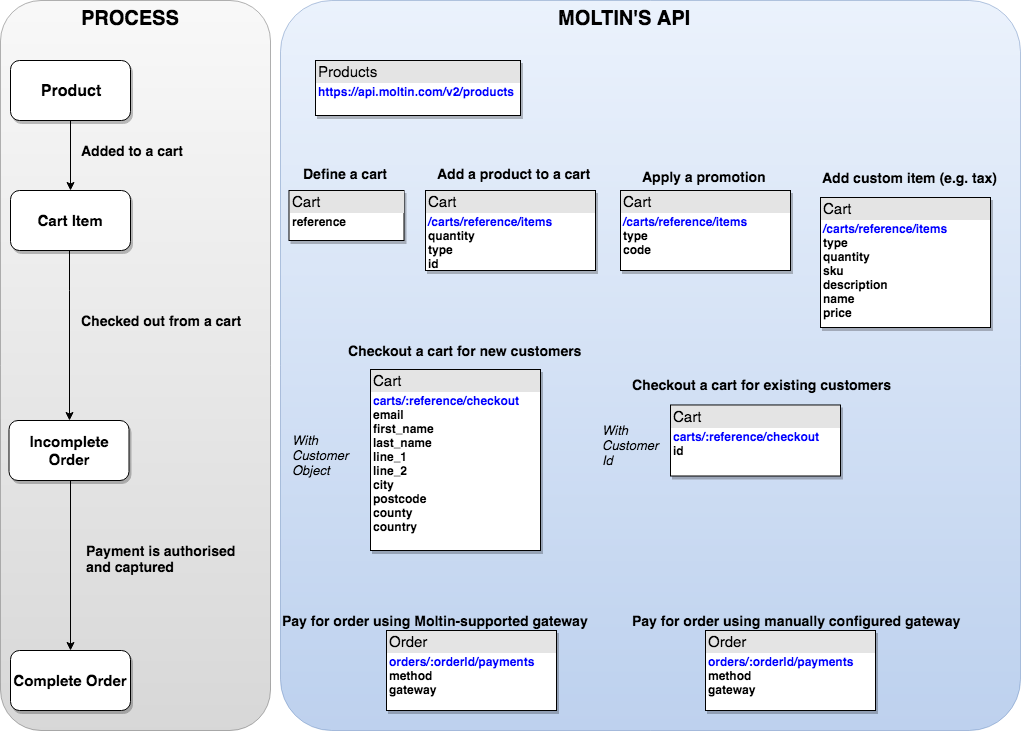 PROCESS
Product
Added to a cart
Cart Item
Checked out from a cart
Incomplete
Order
Payment is authorised
and captured
Complete Order
MOLTIN'S API
Products
https://api.moltin.com/v2/products
Define a cart
Cart
reference
Add a product to a cart
Cart
/carts/reference/items
quantity
type
id
Apply a promotion
Cart
/carts/reference/items
type
code
Add custom item (e.g. tax)
Cart
/carts/reference/items
type
quantity
sku
description
name
price
Checkout a cart for new customers
With
Customer
Object
Cart
carts/:reference/checkout
email
first_name
last_name
line_1
line_2
city
postcode
county
country
Checkout a cart for existing customers
With
Customer
Id
Cart
carts/:reference/checkout
id
Pay for order using Moltin-supported gateway
Order
orders/:orderId/payments
method
gateway
Pay for order using manually configured gateway
Order
orders/:orderId/payments
method
gateway